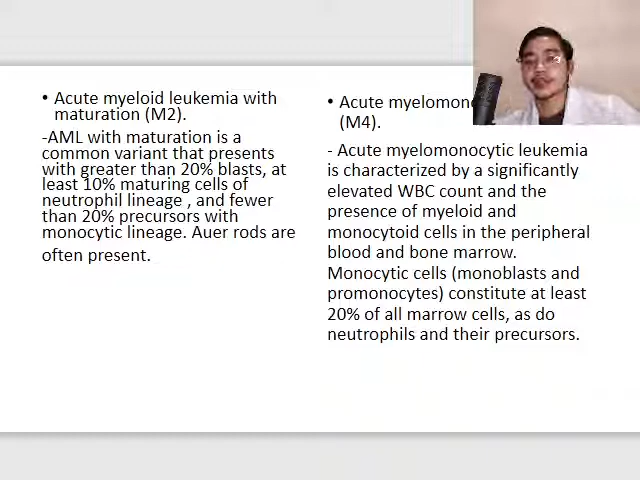 • Acute myeloid leukemia with
maturation (M2).
-AML with maturation is a
common variant that presents
with greater than 20% blasts, at
least 10% maturing cells of
neutrophil lineage , and fewer
than 20% precursors with
monocytic lineage. Auer rods are
often present.
• Acute
(M4).
- Acute myelomonocytic leukemia
is characterized by a significantly
elevated WBC count and the
presence of myeloid and
monocytoid cells in the peripheral
blood and bone marrow.
Monocytic cells (monoblasts and
promonocytes) constitute at least
20% of all marrow cells, as do
neutrophils and their precursors.